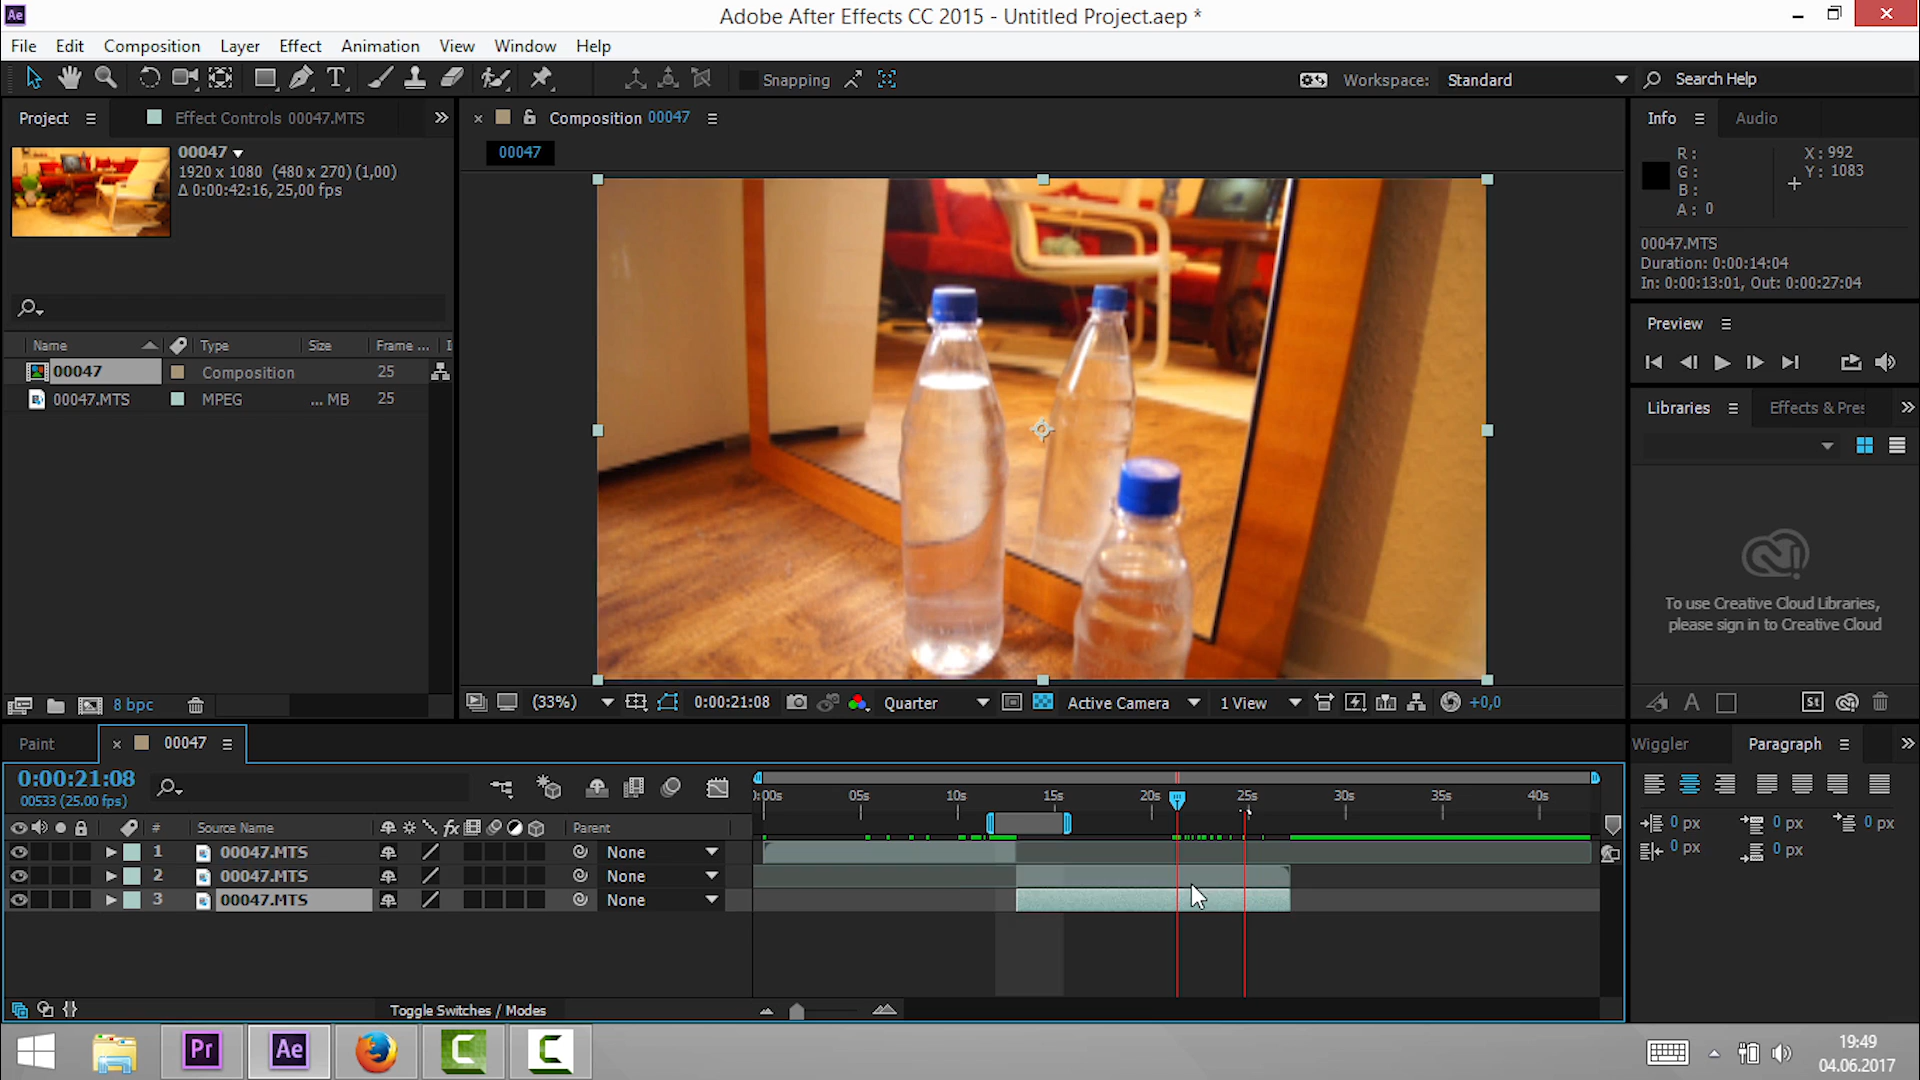 Ae
Adobe After Effects CC 2015 - Untitled Project.aep *
File Edit Composition Layer Effect Animation View Window Help
Snapping
Workspace: Standard
Search Help
Project
Effect Controls 00047.MTS
Composition 00047
Info
Audio
00047
1920 x 1080 (480 x 270) (1,00)
Δ 0:00:42:16, 25,00 fps
00047
R:
G:
B:
A: 0
X: 992
Y: 1083
00047.MTS
Duration: 0:00:14:04
In: 0:00:13:01, Out: 0:00:27:04
Preview
Name Type Size Frame ...
00047 Composition 25
00047.MTS MPEG ... MB 25
Libraries
Effects & Pres
To use Creative Cloud Libraries,
please sign in to Creative Cloud
8 bpc
(33%)
0:00:21:08
Quarter
Active Camera
1 View
+0,0
St
Paint
00047
Wiggler
Paragraph
0:00:21:08
00533 (25.00 fps)
):00s 05s 10s 15s 20s 25s 30s 35s 40s
# Source Name fx Parent
1 00047.MTS None
2 00047.MTS None
3 00047.MTS None
0 px 0 px 0 px
0 px 0 px
Toggle Switches / Modes
Pr
Ae
C
C
19:49
04.06.2017